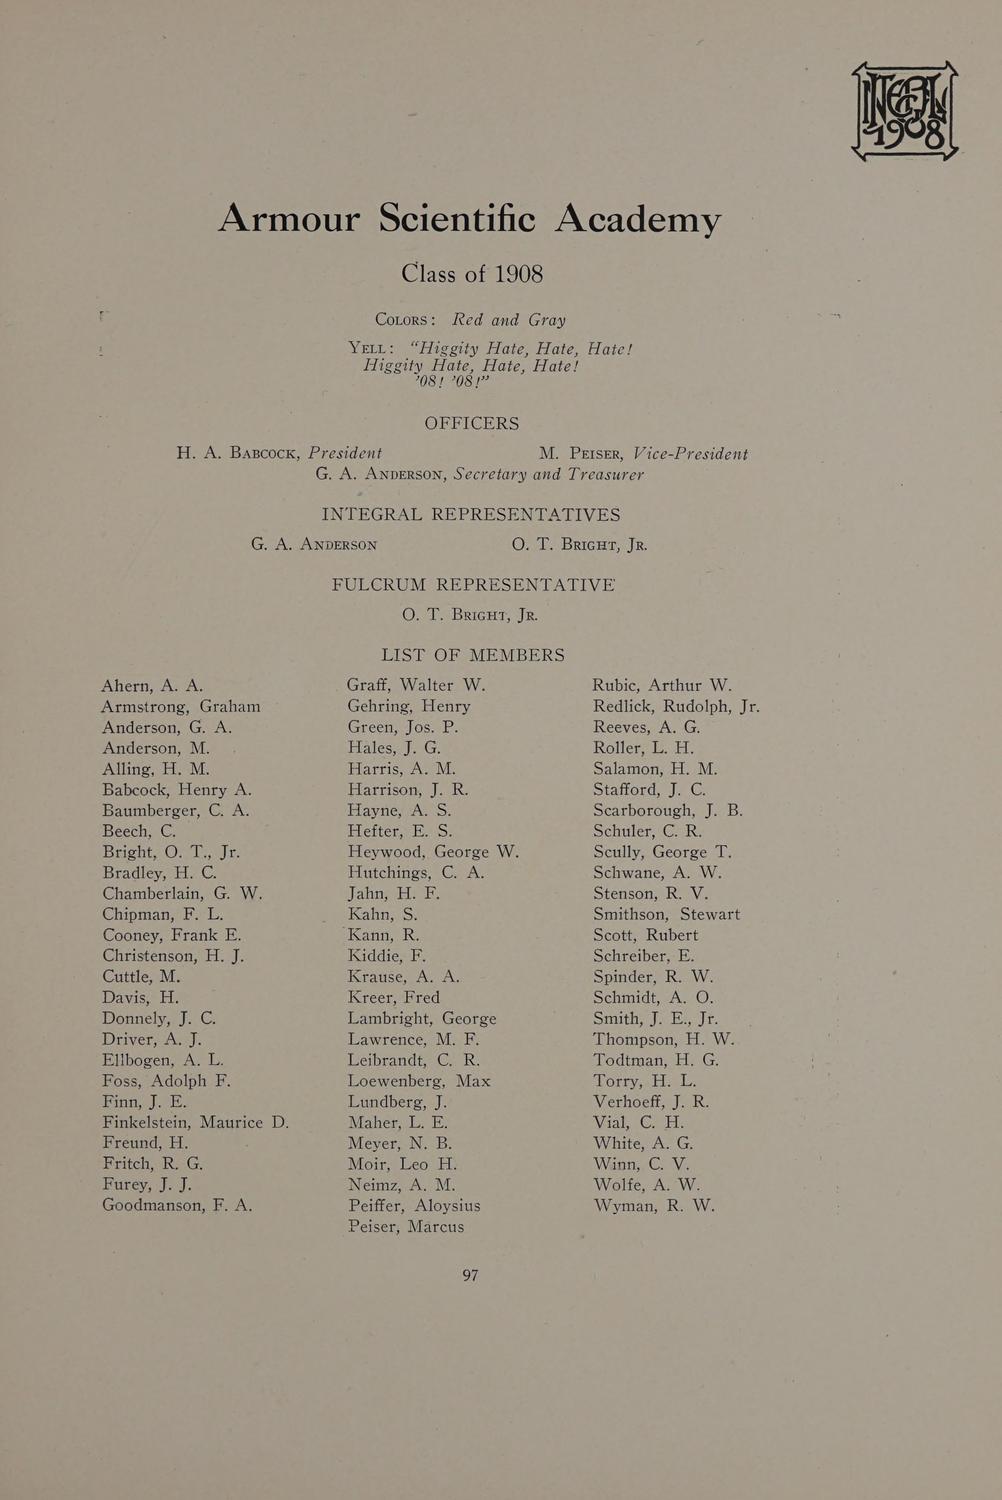 INTEGRAL
1908
Armour Scientific Academy
Class of 1908
COLORS: Red and Gray
YELL: "Higgity Hate, Hate, Hate!
Higgity Hate, Hate, Hate!
'08! '08!"
OFFICERS
H. A. BABCOCK, President M. PEISER, Vice-President
G. A. ANDERSON, Secretary and Treasurer
INTEGRAL REPRESENTATIVES
G. A. ANDERSON O. T. BRIGHT, JR.
FULCRUM REPRESENTATIVE
O. T. BRIGHT, JR.
LIST OF MEMBERS
Ahern, A. A.
Armstrong, Graham
Anderson, G. A.
Anderson, M.
Alling, H. M.
Babcock, Henry A.
Baumberger, C. A.
Beech, C.
Bright, O. T., Jr.
Bradley, H. C.
Chamberlain, G. W.
Chipman, F. L.
Cooney, Frank E.
Christenson, H. J.
Cuttle, M.
Davis, H.
Donnely, J. C.
Driver, A. J.
Ellbogen, A. L.
Foss, Adolph F.
Finn, J. E.
Finkelstein, Maurice D.
Freund, H.
Fritch, R. G.
Furey, J. J.
Goodmanson, F. A.
Graff, Walter W.
Gehring, Henry
Green, Jos. P.
Hales, J. G.
Harris, A. M.
Harrison, J. R.
Hayne, A. S.
Hefter, E. S.
Heywood, George W.
Hutchings, C. A.
Jahn, H. F.
Kahn, S.
Kann, R.
Kiddie, F.
Krause, A. A.
Kreer, Fred
Lambright, George
Lawrence, M. F.
Leibrandt, C. R.
Loewenberg, Max
Lundberg, J.
Maher, L. E.
Meyer, N. B.
Moir, Leo H.
Neimz, A. M.
Peiffer, Aloysius
Peiser, Marcus
Rubic, Arthur W.
Redlick, Rudolph, Jr.
Reeves, A. G.
Roller, L. H.
Salamon, H. M.
Stafford, J. C.
Scarborough, J. B.
Schuler, C. R.
Scully, George T.
Schwane, A. W.
Stenson, R. V.
Smithson, Stewart
Scott, Rubert
Schreiber, E.
Spinder, R. W.
Schmidt, A. O.
Smith, J. E., Jr.
Thompson, H. W.
Todtman, H. G.
Torry, H. L.
Verhoeff, J. R.
Vial, C. H.
White, A. G.
Winn, C. V.
Wolfe, A. W.
Wyman, R. W.
97